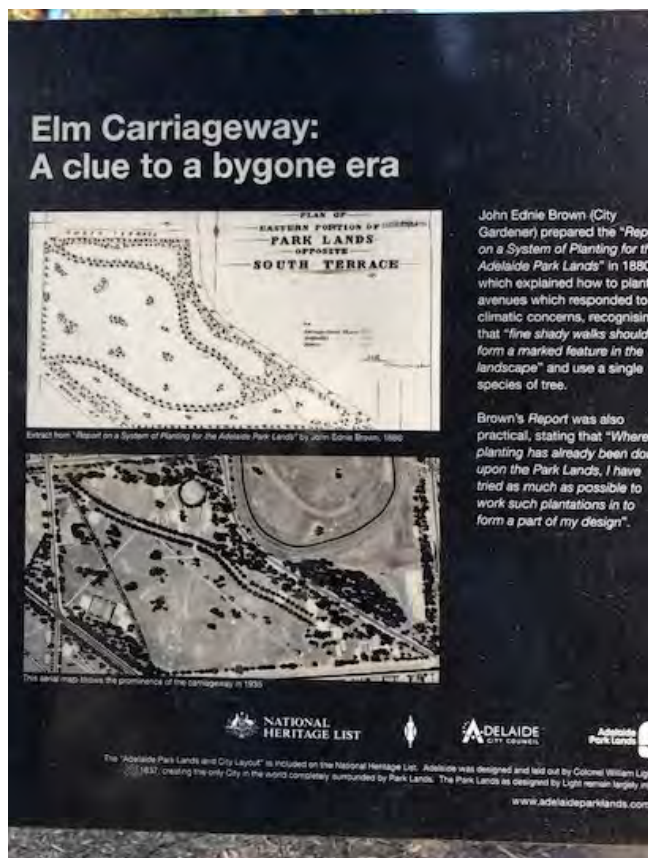 Elm Carriageway:
A clue to a bygone era
PLAN OF
EASTERN PORTION OF
PARK LANDS
OPPOSITE
SOUTH TERRACE
SOUTH TERRACE
Extract from "Report on a System of Planting for the Adelaide Park Lands" by John Ednie Brown, 1880
This aerial map shows the prominence of the carriageway in 1935
John Ednie Brown (City
Gardener) prepared the "Rep
on a System of Planting for th
Adelaide Park Lands" in 1880
which explained how to plant
avenues which responded to
climatic concerns, recognisin
that "fine shady walks should
form a marked feature in the
landscape" and use a single
species of tree.
Brown's Report was also
practical, stating that "Where
planting has already been do
upon the Park Lands, I have
tried as much as possible to
work such plantations in to
form a part of my design".
NATIONAL
HERITAGE LIST
ADELAIDE
CITY COUNCIL
Adelaide
Park Lands
The "Adelaide Park Lands and City Layout" is included on the National Heritage List. Adelaide was designed and laid out by Colonel William Lig
1837, creating the only City in the world completely surrounded by Park Lands. The Park as designed by Light remain largely in
www.adelaideparklands.com